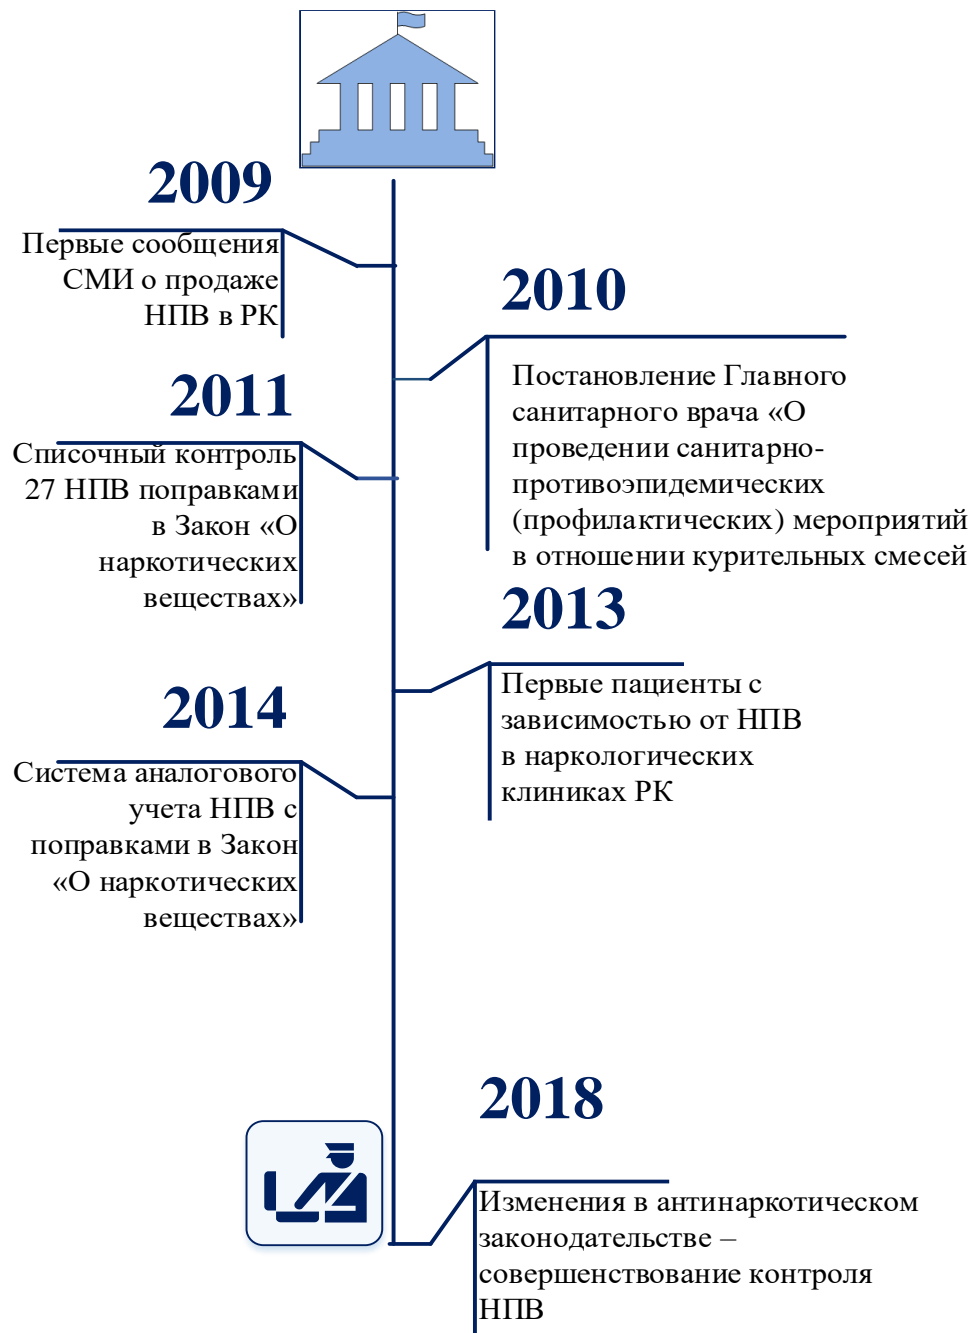 2009
Первые сообщения
СМИ о продаже
НПВ в РК
2010
Постановление Главного
санитарного врача «О
проведении санитарно-
противоэпидемических
(профилактических) мероприятий
в отношении курительных смесей
2011
Списочный контроль
27 НПВ поправками
в Закон «О
наркотических
веществах»
2013
Первые пациенты с
зависимостью от НПВ
в наркологических
клиниках РК
2014
Система аналогового
учета НПВ с
поправками в Закон
«О наркотических
веществах»
2018
Изменения в антинаркотическом
законодательстве –
совершенствование контроля
НПВ